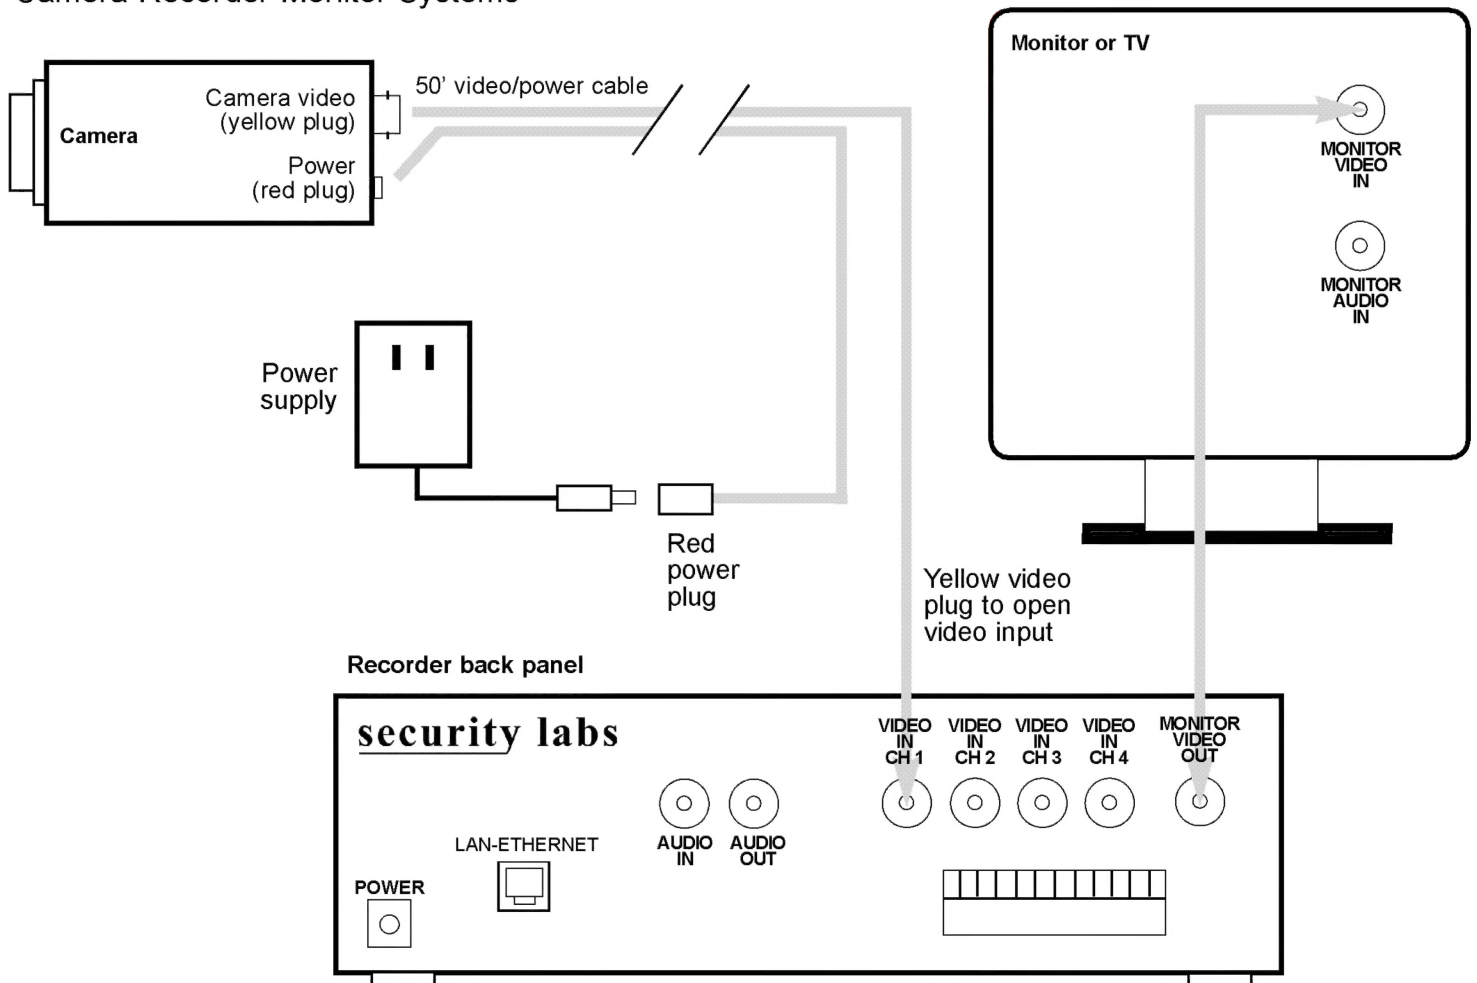 Camera-Recorder-Monitor Systems
Monitor or TV
50' video/power cable
Camera video
(yellow plug)
Camera
Power
(red plug)
MONITOR
VIDEO
IN
MONITOR
AUDIO
IN
Power
supply
Red
power
plug
Yellow video
plug to open
video input
Recorder back panel
security labs
VIDEO
IN
CH 1
VIDEO
IN
CH 2
VIDEO
IN
CH 3
VIDEO
IN
CH 4
MONITOR
VIDEO
OUT
LAN-ETHERNET
AUDIO
IN
AUDIO
OUT
POWER